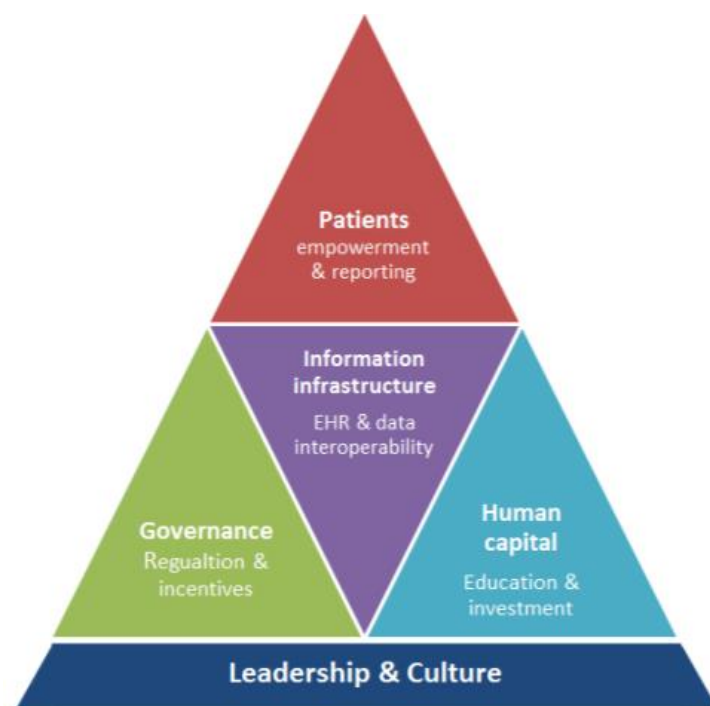 Patients
empowerment
& reporting
Information
infrastructure
EHR & data
interoperability
Governance
Regualtion &
incentives
Human
capital
Education &
investment
Leadership & Culture